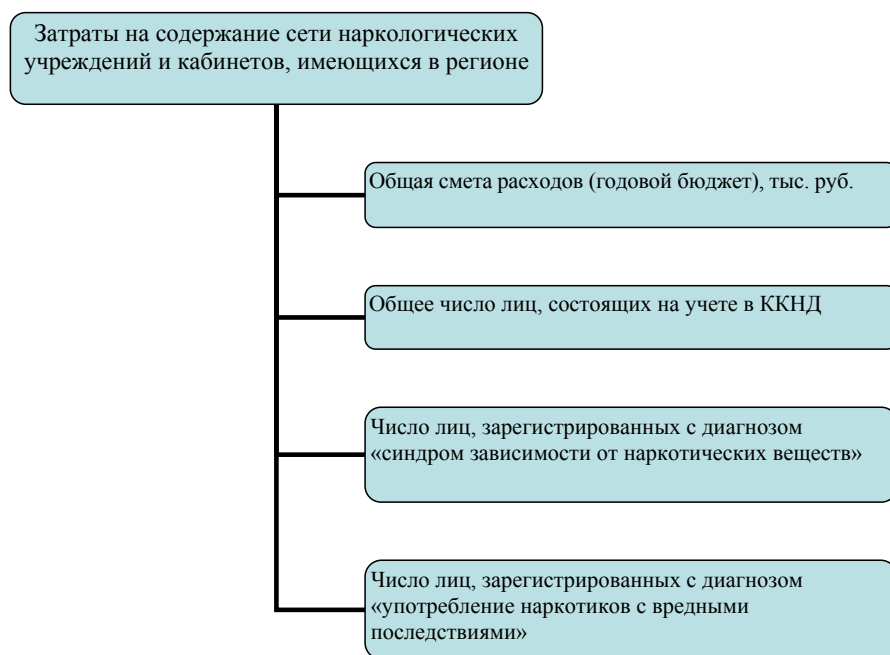 Затраты на содержание сети наркологических
учреждений и кабинетов, имеющихся в регионе
Общая смета расходов (годовой бюджет), тыс. руб.
Общее число лиц, состоящих на учете в ККНД
Число лиц, зарегистрированных с диагнозом
«синдром зависимости от наркотических веществ»
Число лиц, зарегистрированных с диагнозом
«употребление наркотиков с вредными
последствиями»